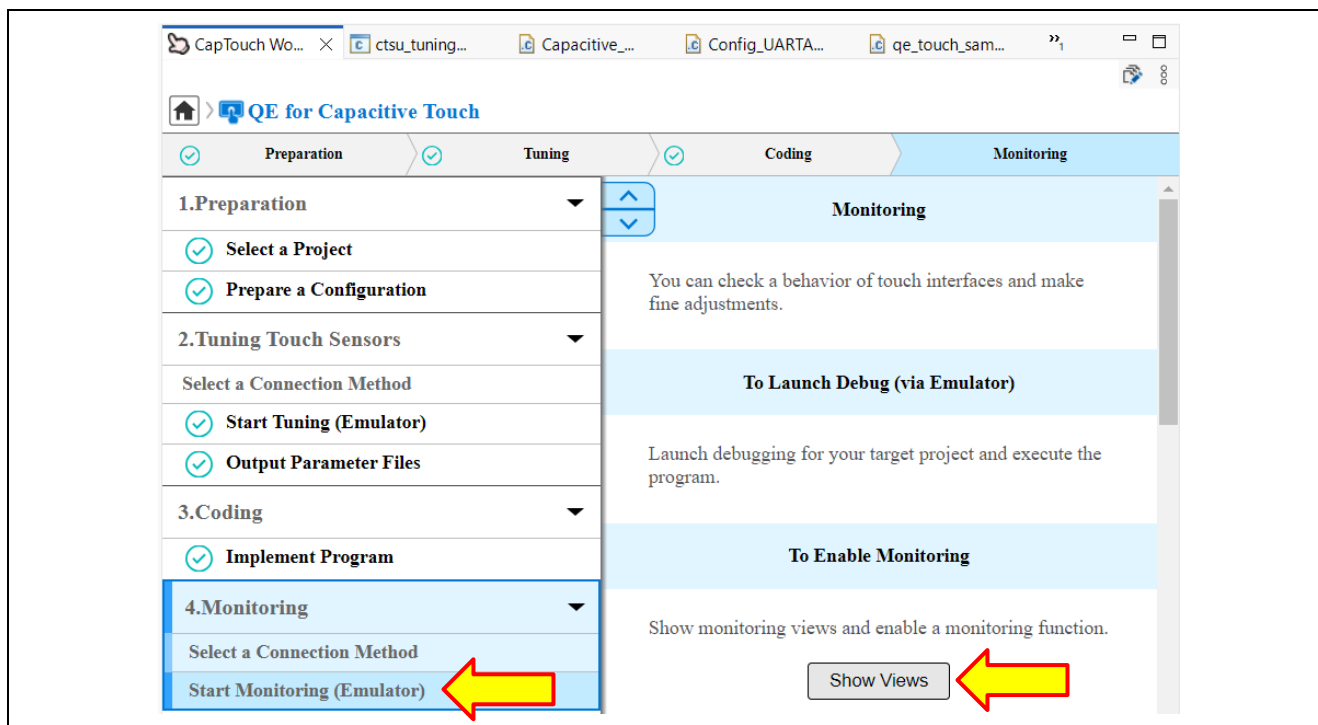 CapTouch Wo...
ctsu_tuning...
Capacitive_...
Config_UARTA...
qe_touch_sam...
»1
QE for Capacitive Touch
Preparation
Tuning
Coding
Monitoring
1.Preparation
Select a Project
Prepare a Configuration
2.Tuning Touch Sensors
Select a Connection Method
Start Tuning (Emulator)
Output Parameter Files
3.Coding
Implement Program
4.Monitoring
Select a Connection Method
Start Monitoring (Emulator)
Monitoring
You can check a behavior of touch interfaces and make
fine adjustments.
To Launch Debug (via Emulator)
Launch debugging for your target project and execute the
program.
To Enable Monitoring
Show monitoring views and enable a monitoring function.
Show Views